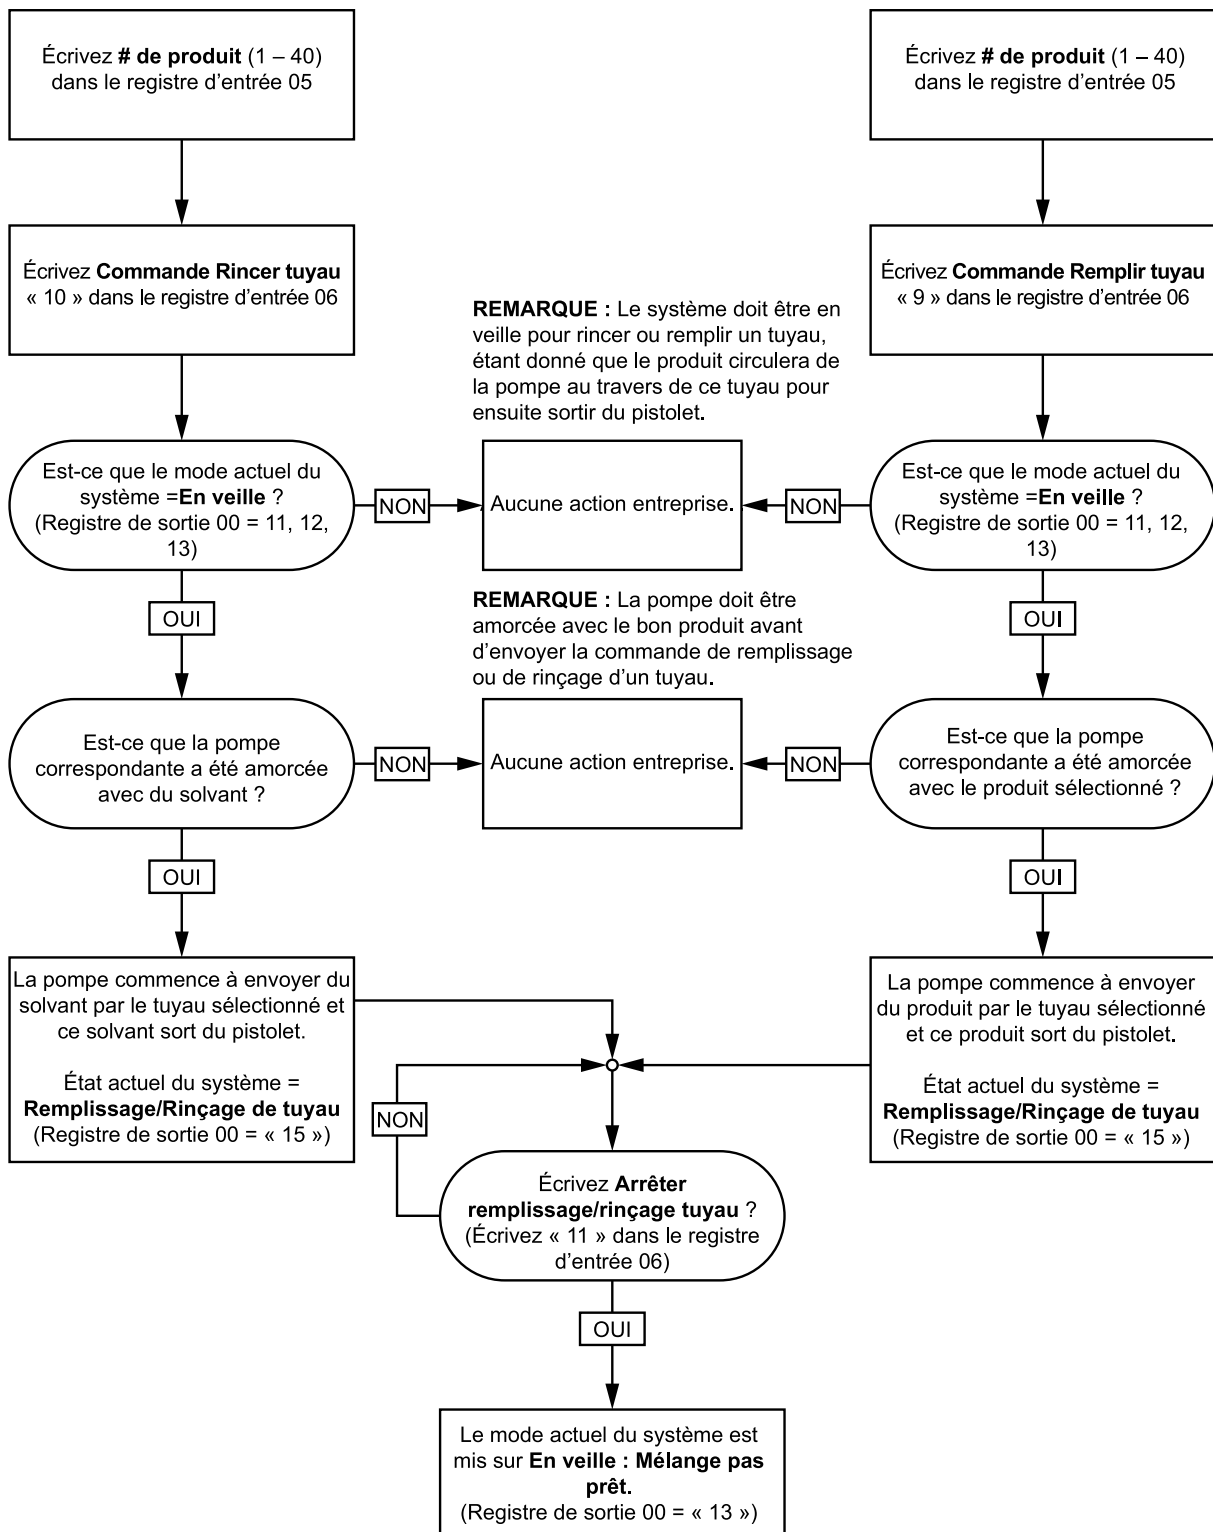 Écrivez # de produit (1 – 40)
dans le registre d’entrée 05
Écrivez # de produit (1 – 40)
dans le registre d’entrée 05
Écrivez Commande Rincer tuyau
« 10 » dans le registre d’entrée 06
Écrivez Commande Remplir tuyau
« 9 » dans le registre d’entrée 06
REMARQUE : Le système doit être en
veille pour rincer ou remplir un tuyau,
étant donné que le produit circulera de
la pompe au travers de ce tuyau pour
ensuite sortir du pistolet.
Est-ce que le mode actuel du
système =En veille ?
(Registre de sortie 00 = 11, 12,
13)
NON
Aucune action entreprise.
NON
Est-ce que le mode actuel du
système =En veille ?
(Registre de sortie 00 = 11, 12,
13)
OUI
OUI
REMARQUE : La pompe doit être
amorcée avec le bon produit avant
d’envoyer la commande de remplissage
ou de rinçage d’un tuyau.
Est-ce que la pompe
correspondante a été amorcée
avec du solvant ?
NON
Aucune action entreprise.
NON
Est-ce que la pompe
correspondante a été amorcée
avec le produit sélectionné ?
OUI
OUI
La pompe commence à envoyer du
solvant par le tuyau sélectionné et
ce solvant sort du pistolet.
État actuel du système =
Remplissage/Rinçage de tuyau
(Registre de sortie 00 = « 15 »)
La pompe commence à envoyer
du produit par le tuyau sélectionné
et ce produit sort du pistolet.
État actuel du système =
Remplissage/Rinçage de tuyau
(Registre de sortie 00 = « 15 »)
NON
Écrivez Arrêter
remplissage/rinçage tuyau ?
(Écrivez « 11 » dans le registre
d’entrée 06)
OUI
Le mode actuel du système est
mis sur En veille : Mélange pas
prêt.
(Registre de sortie 00 = « 13 »)